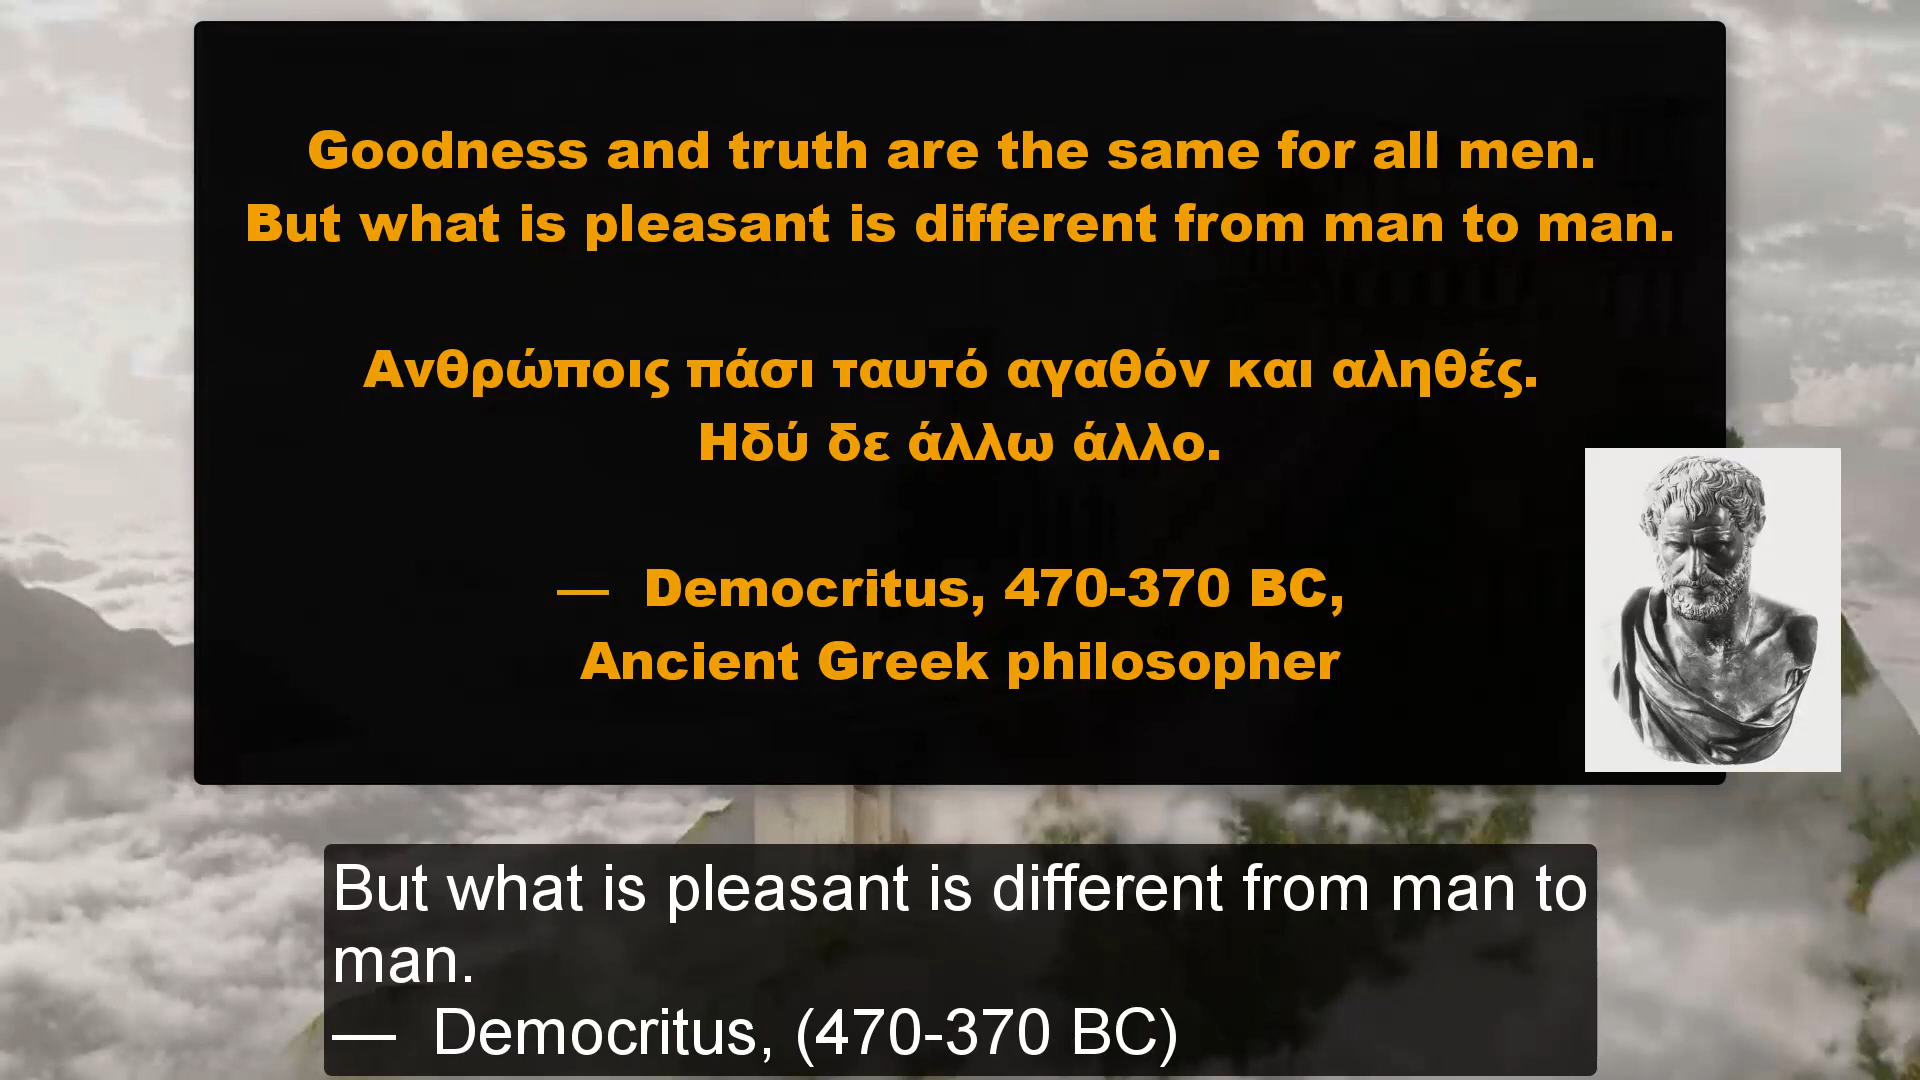 Goodness and truth are the same for all men.
But what is pleasant is different from man to man.
Ανθρώποις πάσι ταυτό αγαθόν και αληθές.
Ηδύ δε άλλω άλλο.
— Democritus, 470-370 BC,
Ancient Greek philosopher
But what is pleasant is different from man to
man.
— Democritus, (470-370 BC)